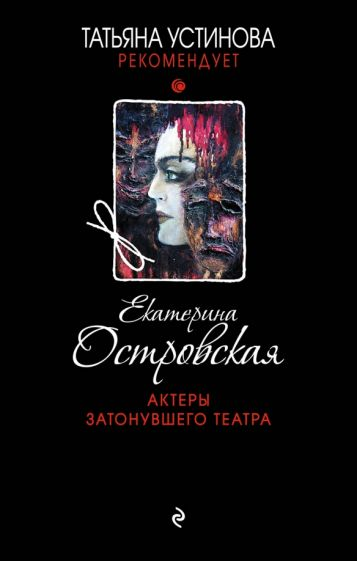 ТАТЬЯНА УСТИНОВА
РЕКОМЕНДУЕТ
Екатерина
Островская
АКТЕРЫ
ЗАТОНУВШЕГО ТЕАТРА